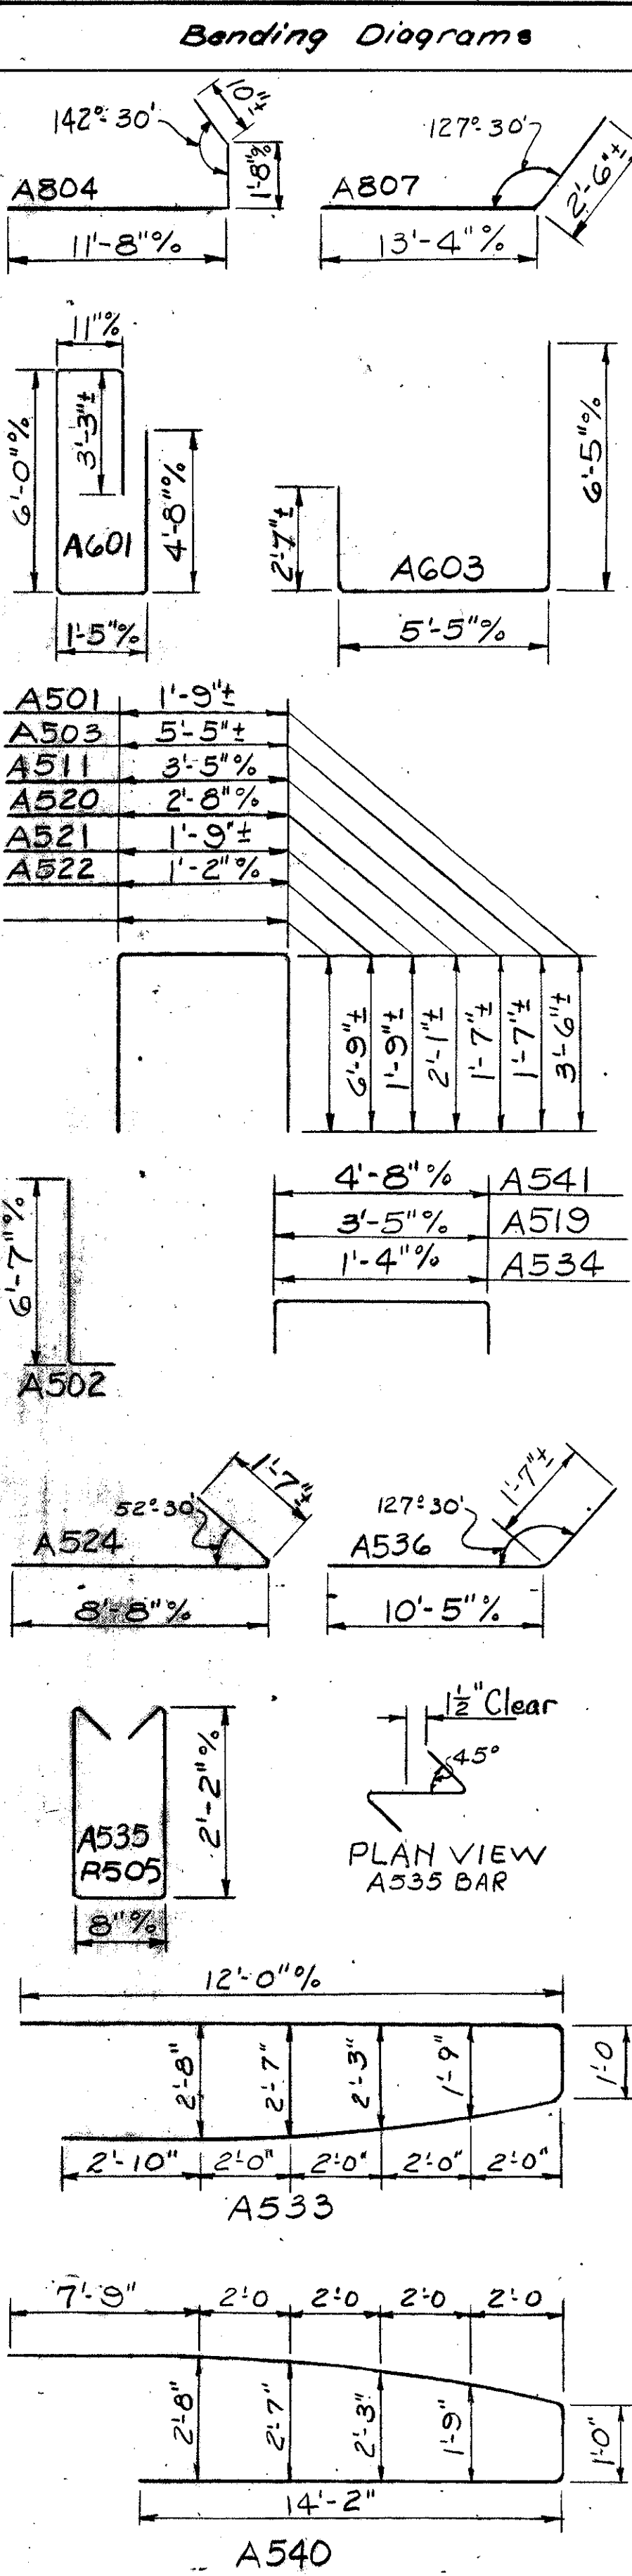 Bending Diagrams
142°-30'
10"±
A804
1'-8"%
11'-8"%
127°-30'
A807
2'-6"±
13'-4"%
11"%
6'-0"%
3'-3"±
4'-8"%
A601
1'-5"%
2'-7"±
A603
6'-5"%
5'-5"%
A501 1'-9"±
A503 5'-5"±
A511 3'-5"%
A520 2'-8"%
A521 1'-9"±
A522 1'-2"%
6'-9"±
1'-9"±
2'-1"±
1'-7"±
1'-7"±
3'-6"±
6'-7"%
A502
4'-8"% A541
3'-5"% A519
1'-4"% A534
1'-7"±
52°-30'
A524
8'-8"%
1'-7"±
127°30'
A536
10'-5"%
A535
R505
2'-2"%
8"%
1½" Clear
45°
PLAN VIEW
A535 BAR
12'-0"%
2'-8"
2'-7"
2'-3"
1'-9"
1'-0
2'-10" 2'-0" 2'-0" 2'-0" 2'-0"
A533
7'-9" 2'-0 2'-0 2'-0 2'-0
2'-8"
2'-7"
2'-3"
1'-9"
1'-0"
14'-2"
A540